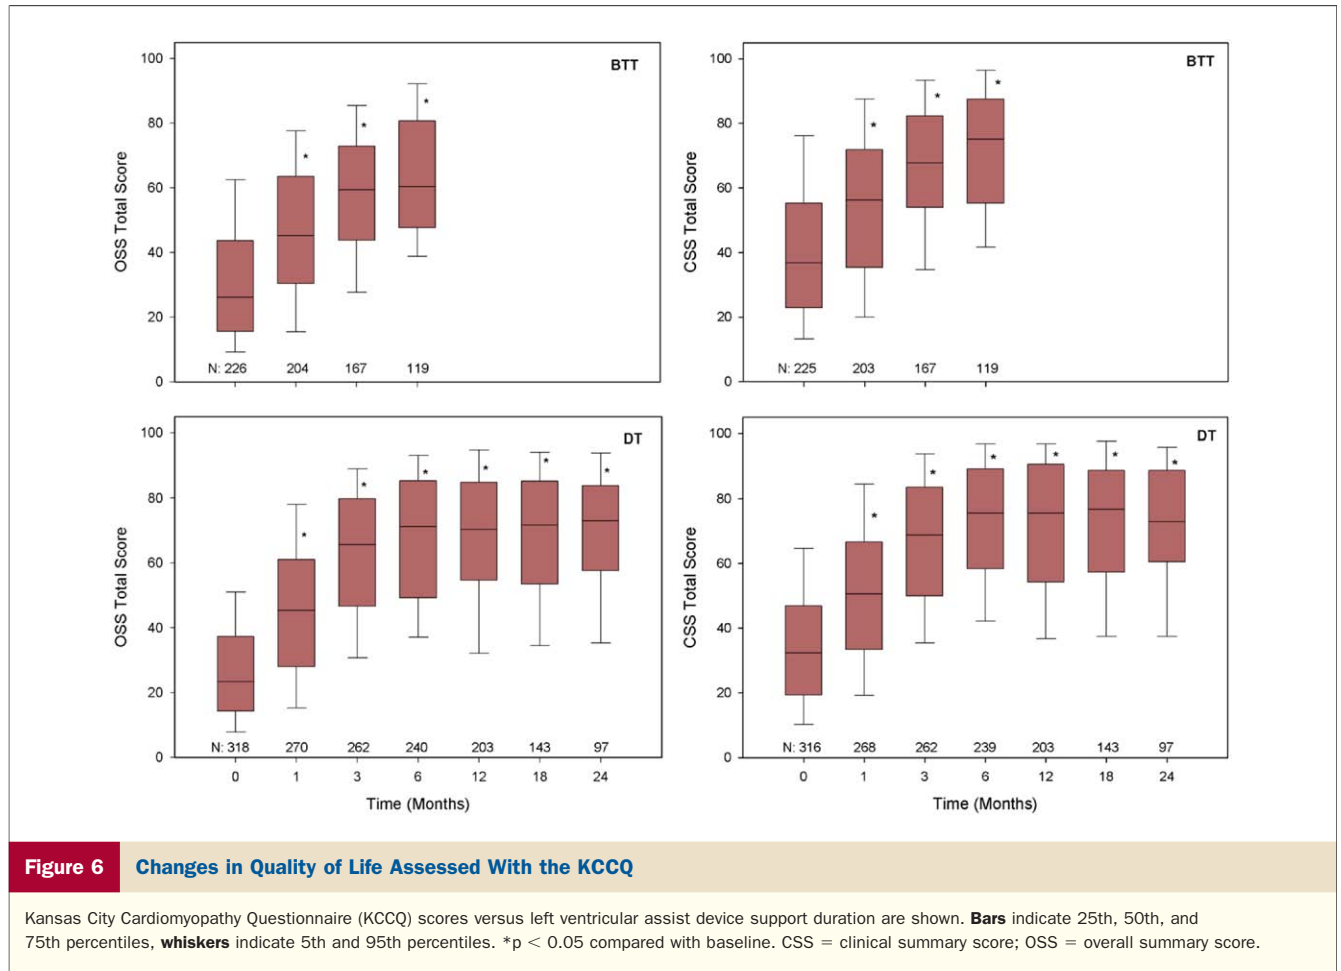 BTT
100
80
60
40
20
0
OSS Total Score
*
*
*
N: 226 204 167 119
BTT
100
80
60
40
20
0
CSS Total Score
*
*
*
N: 225 203 167 119
DT
100
80
60
40
20
0
OSS Total Score
* * * * * *
N: 318 270 262 240 203 143 97
0 1 3 6 12 18 24
Time (Months)
DT
100
80
60
40
20
0
CSS Total Score
* * * * * *
N: 316 268 262 239 203 143 97
0 1 3 6 12 18 24
Time (Months)
Figure 6 Changes in Quality of Life Assessed With the KCCQ
Kansas City Cardiomyopathy Questionnaire (KCCQ) scores versus left ventricular assist device support duration are shown. Bars indicate 25th, 50th, and
75th percentiles, whiskers indicate 5th and 95th percentiles. *p < 0.05 compared with baseline. CSS = clinical summary score; OSS = overall summary score.